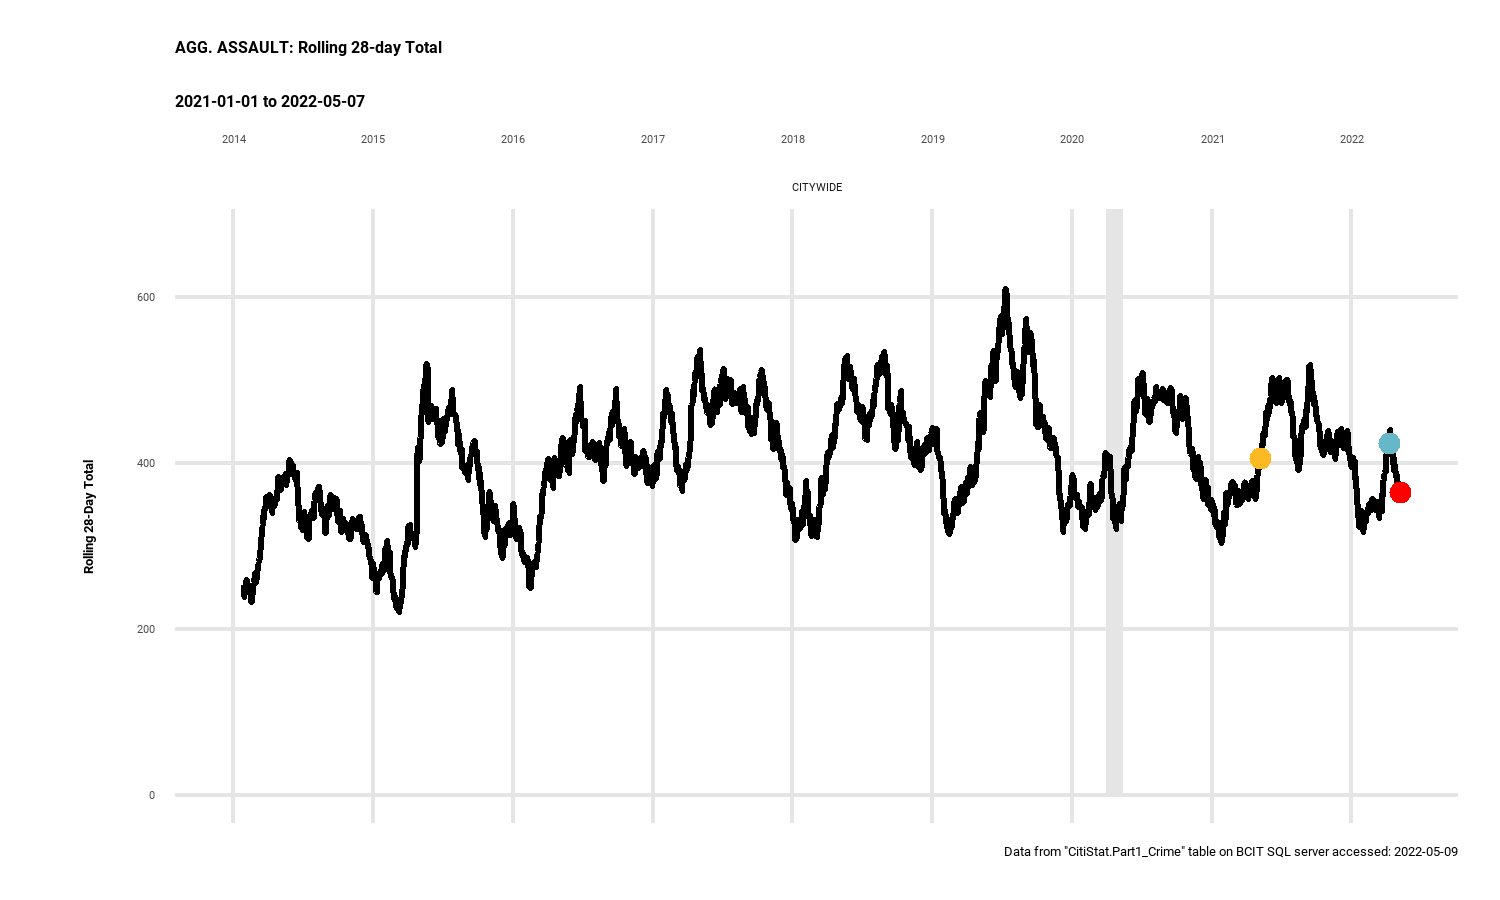 AGG. ASSAULT: Rolling 28-day Total
2021-01-01 to 2022-05-07
2014 2015 2016 2017 2018 2019 2020 2021 2022
CITYWIDE
600
400
200
0
Rolling 28-Day Total
Data from "CitiStat.Part1_Crime" table on BCIT SQL server accessed: 2022-05-09